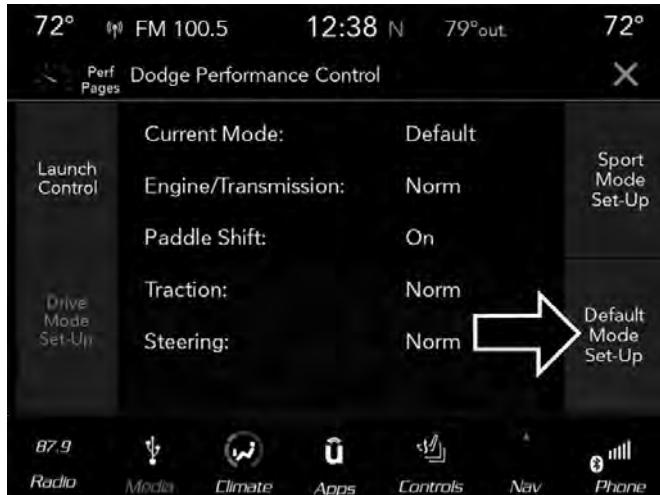 72° FM 100.5 12:38 N 79°out 72°
Perf
Pages
Dodge Performance Control
Launch
Control
Drive
Mode
Set-Up
Current Mode: Default
Engine/Transmission: Norm
Paddle Shift: On
Traction: Norm
Steering: Norm
Sport
Mode
Set-Up
Default
Mode
Set-Up
87.9
Radio Media Climate Apps Controls Nav Phone